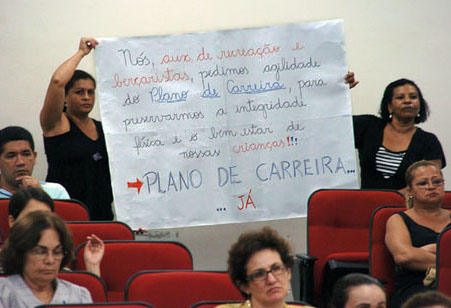 Nós, aux. de recreação e
berçaristas, pedimos agilidade
do Plano de Carreira, para
preservarmos a integridade
física e o bem estar de
nossas crianças!!!
→ PLANO DE CARREIRA...
... JÁ